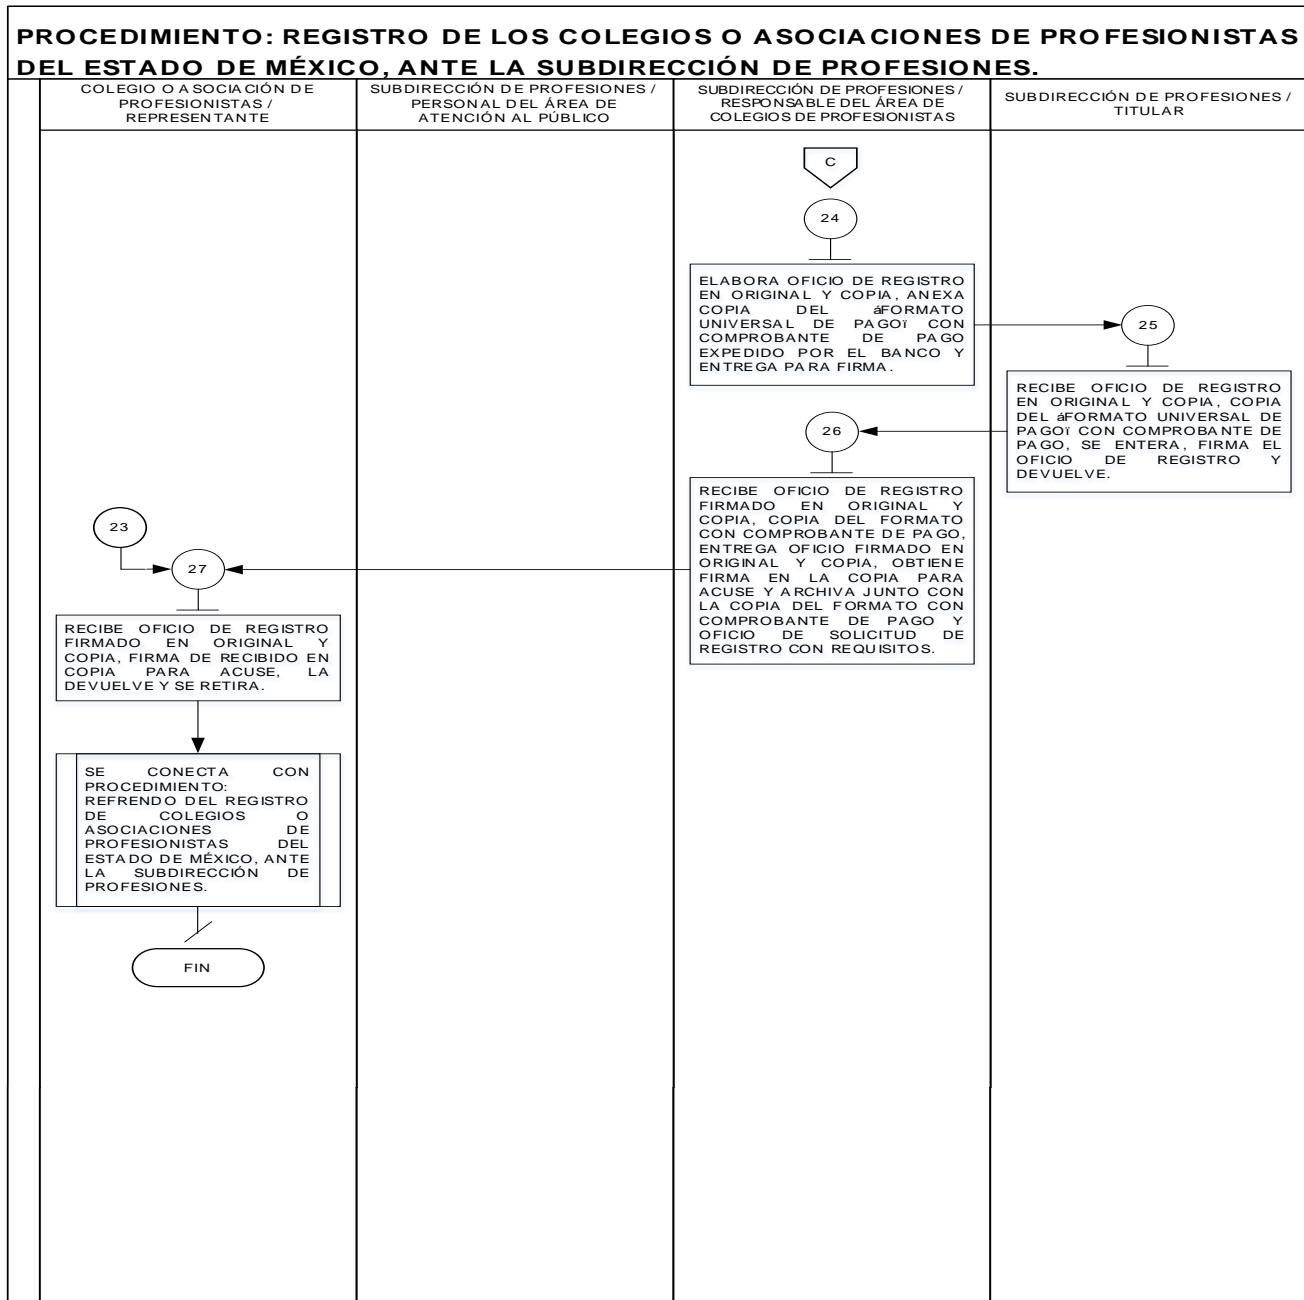 PROCEDIMIENTO: REGISTRO DE LOS COLEGIOS O ASOCIACIONES DE PROFESIONISTAS
DEL ESTADO DE MÉXICO, ANTE LA SUBDIRECCIÓN DE PROFESIONES.
COLEGIO O ASOCIACIÓN DE
PROFESIONISTAS /
REPRESENTANTE
SUBDIRECCIÓN DE PROFESIONES /
PERSONAL DEL ÁREA DE
ATENCIÓN AL PÚBLICO
SUBDIRECCIÓN DE PROFESIONES /
RESPONSABLE DEL ÁREA DE
COLEGIOS DE PROFESIONISTAS
SUBDIRECCIÓN DE PROFESIONES /
TITULAR
C
24
ELABORA OFICIO DE REGISTRO
EN ORIGINAL Y COPIA, ANEXA
COPIA DEL áFORMATO
UNIVERSAL DE PAGOï CON
COMPROBANTE DE PAGO
EXPEDIDO POR EL BANCO Y
ENTREGA PARA FIRMA.
25
RECIBE OFICIO DE REGISTRO
EN ORIGINAL Y COPIA, COPIA
DEL áFORMATO UNIVERSAL DE
PAGOï CON COMPROBANTE DE
PAGO, SE ENTERA, FIRMA EL
OFICIO DE REGISTRO Y
DEVUELVE.
26
RECIBE OFICIO DE REGISTRO
FIRMADO EN ORIGINAL Y
COPIA, COPIA DEL FORMATO
CON COMPROBANTE DE PAGO,
ENTREGA OFICIO FIRMADO EN
ORIGINAL Y COPIA, OBTIENE
FIRMA EN LA COPIA PARA
ACUSE Y ARCHIVA JUNTO CON
LA COPIA DEL FORMATO CON
COMPROBANTE DE PAGO Y
OFICIO DE SOLICITUD DE
REGISTRO CON REQUISITOS.
23
27
RECIBE OFICIO DE REGISTRO
FIRMADO EN ORIGINAL Y
COPIA, FIRMA DE RECIBIDO EN
COPIA PARA ACUSE, LA
DEVUELVE Y SE RETIRA.
SE CONECTA CON
PROCEDIMIENTO:
REFRENDO DEL REGISTRO
DE COLEGIOS O
ASOCIACIONES DE
PROFESIONISTAS DEL
ESTADO DE MÉXICO, ANTE
LA SUBDIRECCIÓN DE
PROFESIONES.
FIN